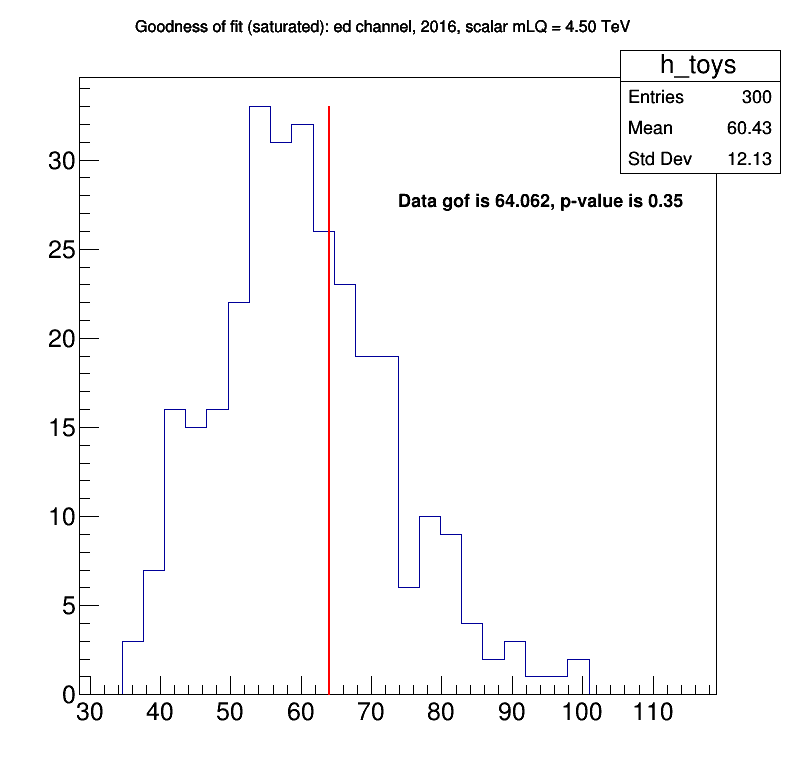 Goodness of fit (saturated): ed channel, 2016, scalar mLQ = 4.50 TeV
h_toys
Entries 300
Mean 60.43
Std Dev 12.13
Data gof is 64.062, p-value is 0.35
30
25
20
15
10
5
0
30 40 50 60 70 80 90 100 110